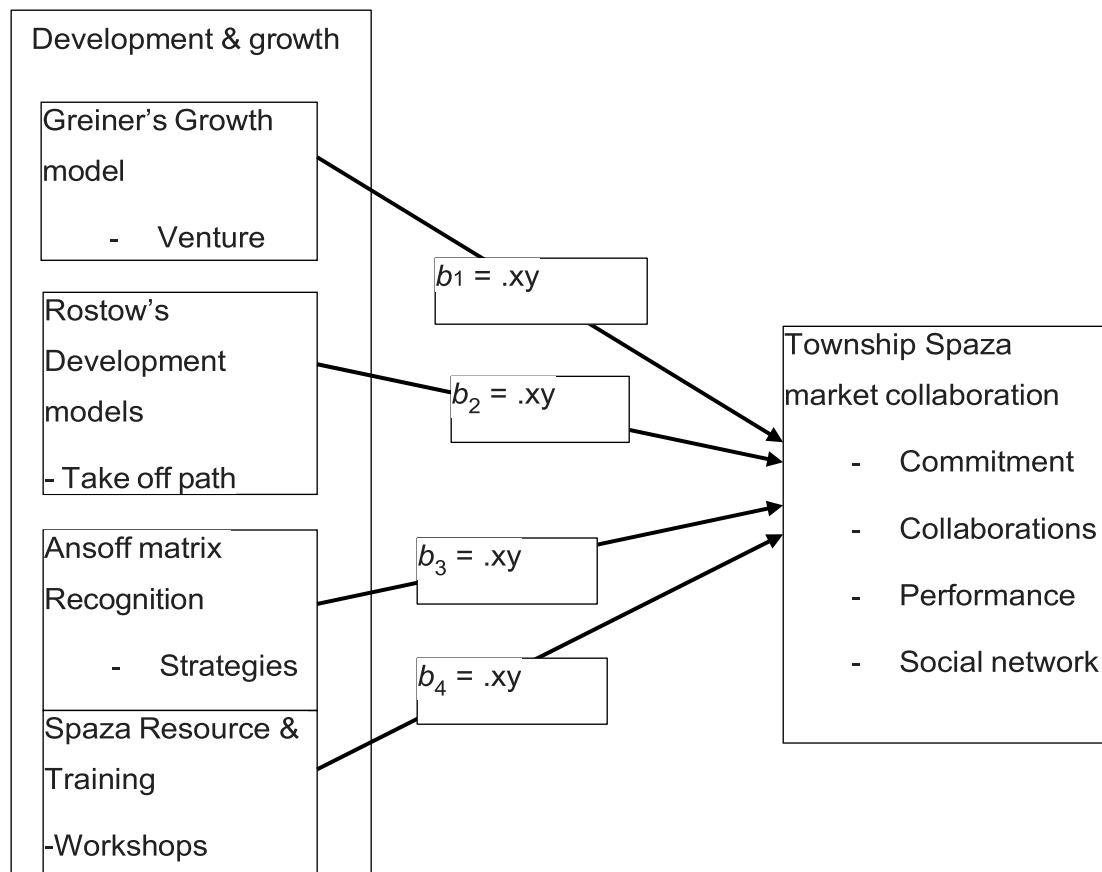 Development & growth
Greiner’s Growth
model
- Venture
Rostow’s
Development
models
- Take off path
Ansoff matrix
Recognition
- Strategies
Spaza Resource &
Training
-Workshops
b1 = .xy
b2 = .xy
b3 = .xy
b4 = .xy
Township Spaza
market collaboration
- Commitment
- Collaborations
- Performance
- Social network